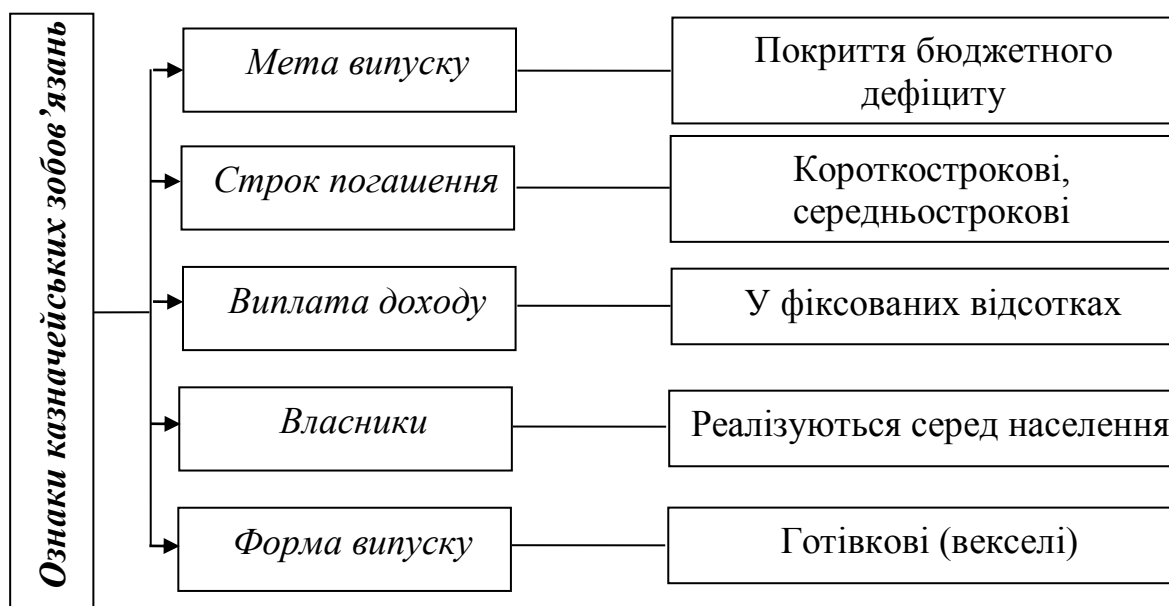 Ознаки казначейських зобов’язань
Мета випуску
Покриття бюджетного
дефіциту
Строк погашення
Короткострокові,
середньострокові
Виплата доходу
У фіксованих відсотках
Власники
Реалізуються серед населення
Форма випуску
Готівкові (векселі)